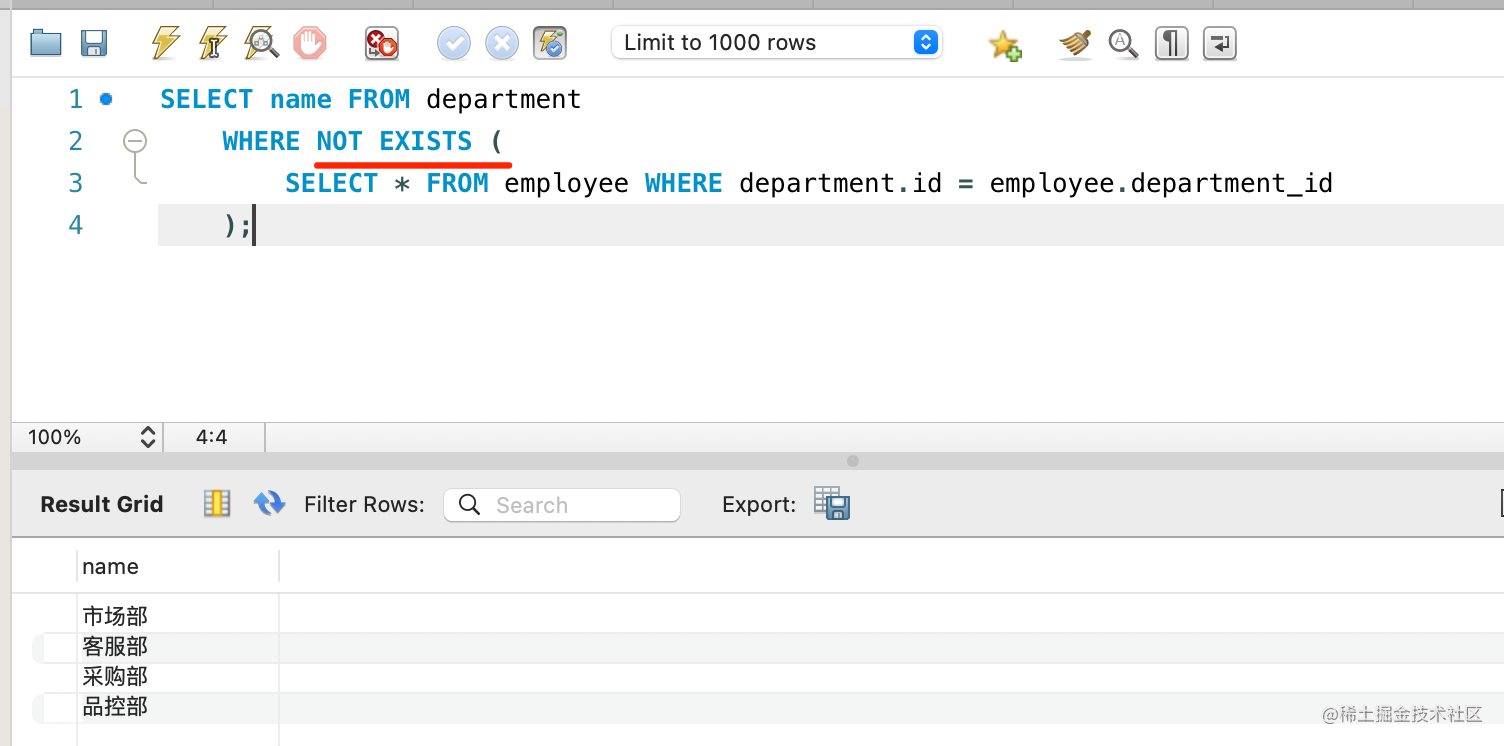 Limit to 1000 rows
1 SELECT name FROM department
2 WHERE NOT EXISTS (
3 SELECT * FROM employee WHERE department.id = employee.department_id
4 );
100% 4:4
Result Grid Filter Rows: Search Export:
name
市场部
客服部
采购部
品控部
@稀土掘金技术社区